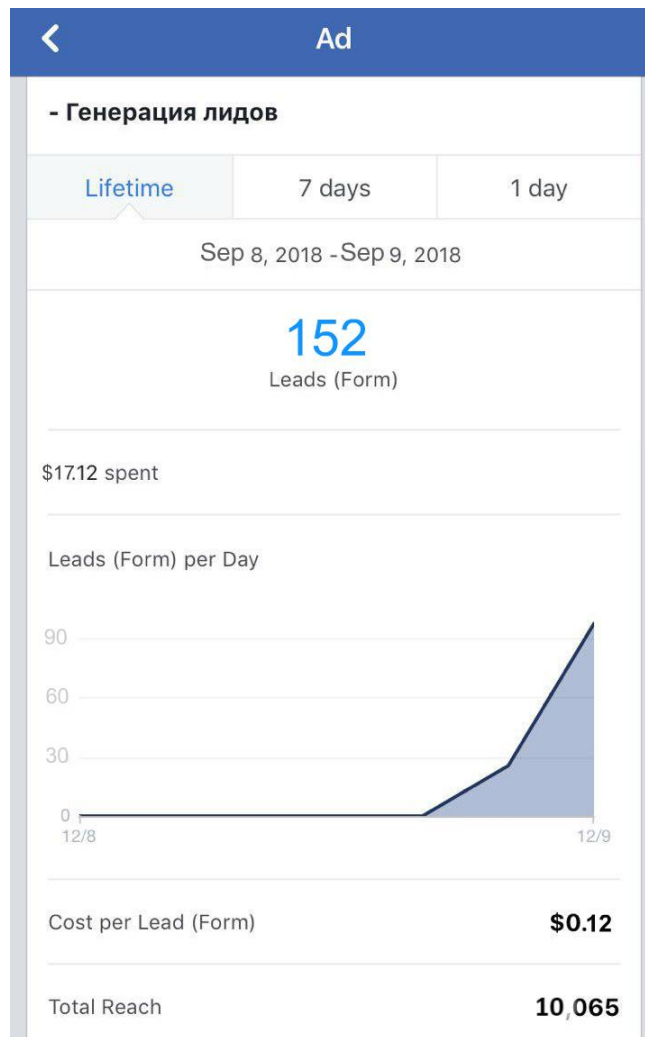 Ad
- Генерация лидов
Lifetime 7 days 1 day
Sep 8, 2018 - Sep 9, 2018
152
Leads (Form)
$17.12 spent
Leads (Form) per Day
90
60
30
0
12/8 12/9
Cost per Lead (Form) $0.12
Total Reach 10,065